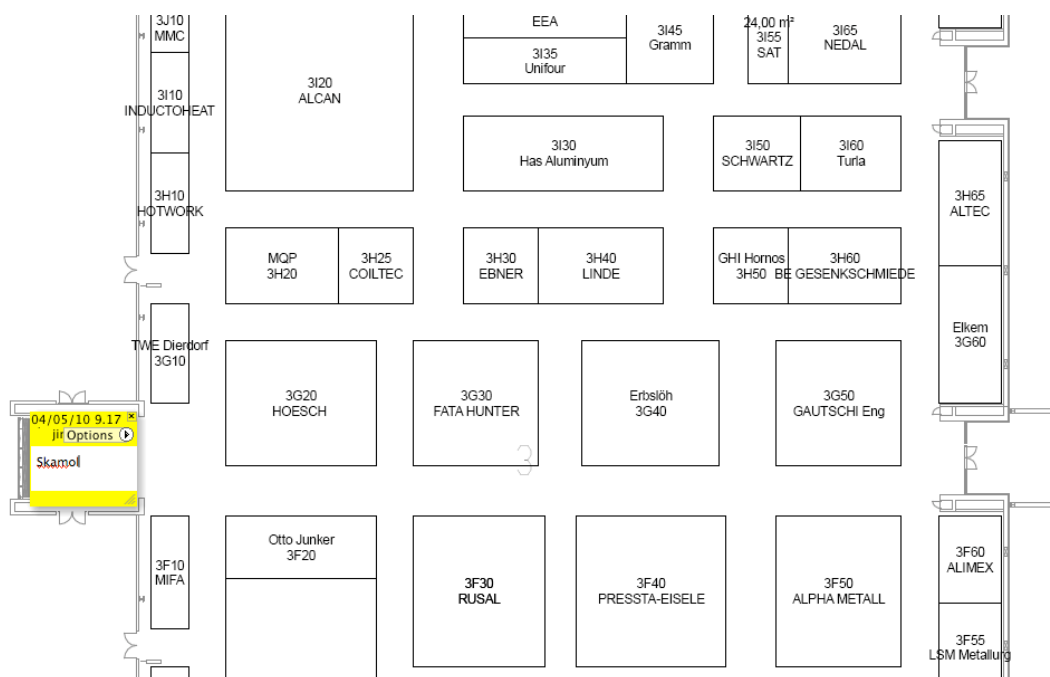 3J10
MMC
EEA
3I45
Gramm
24,00 m²
3I55
SAT
3I65
NEDAL
3I35
Unifour
3I20
ALCAN
3I10
INDUCTOHEAT
3I30
Has Aluminyum
3I50
SCHWARTZ
3I60
Turla
3H10
HOTWORK
3H65
ALTEC
MQP
3H20
3H25
COILTEC
3H30
EBNER
3H40
LINDE
GHI Hornos
3H50
3H60
BE GESENKSCHMIEDE
TWE Dierdorf
3G10
Elkem
3G60
3G20
HOESCH
3G30
FATA HUNTER
Erbslöh
3G40
3G50
GAUTSCHI Eng
04/05/10 9.17
Options
Skamol
3
Otto Junker
3F20
3F10
MIFA
3F30
RUSAL
3F40
PRESSTA-EISELE
3F50
ALPHA METALL
3F60
ALIMEX
3F55
LSM Metallurg